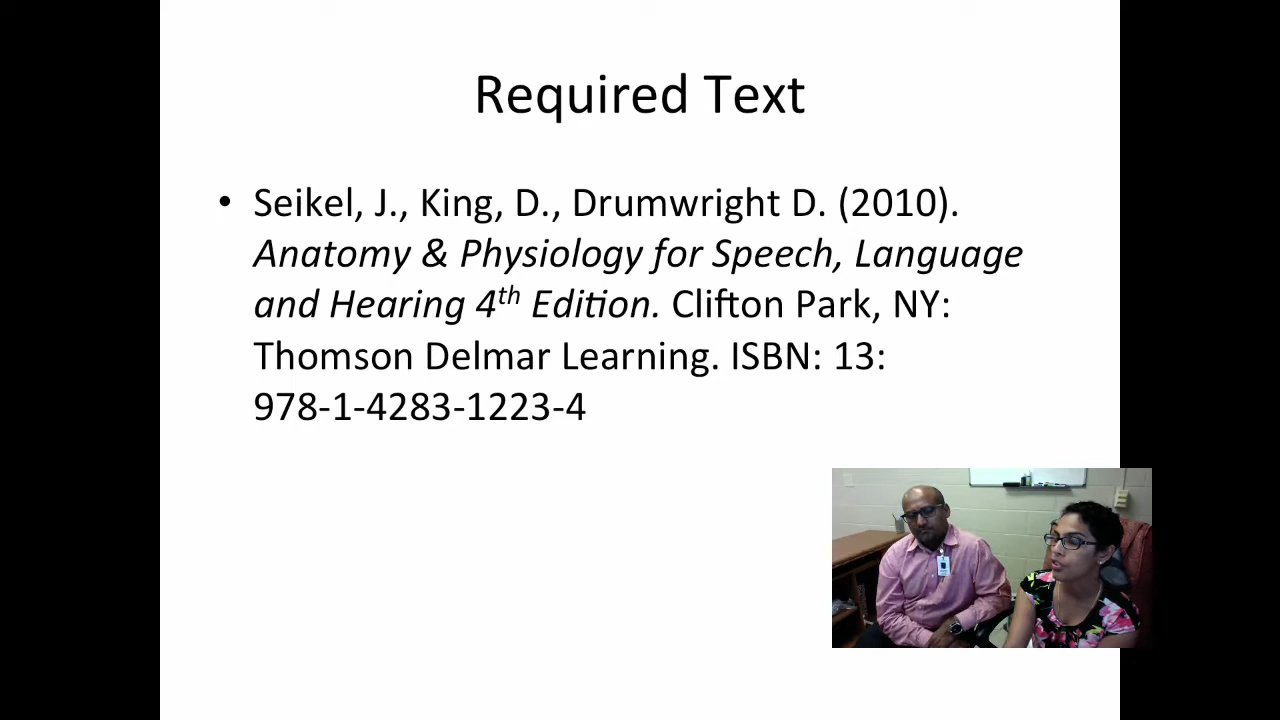 Required Text
• Seikel, J., King, D., Drumwright D. (2010).
Anatomy & Physiology for Speech, Language
and Hearing 4th Edition. Clifton Park, NY:
Thomson Delmar Learning. ISBN: 13:
978-1-4283-1223-4